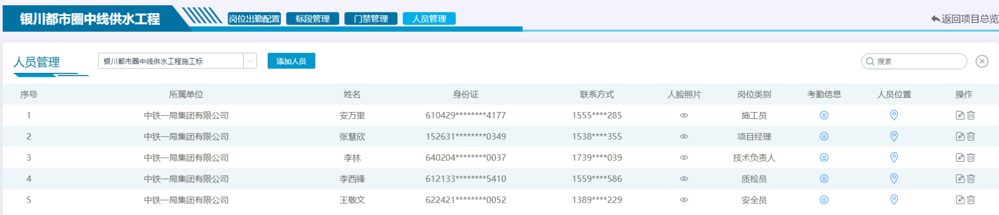 银川都市圈中线供水工程 岗位出勤配置 标段管理 门禁管理 人员管理 返回项目总览
人员管理 银川都市圈中线供水工程施工标 添加人员 搜索
序号 所属单位 姓名 身份证 联系方式 人脸照片 岗位类别 考勤信息 人员位置 操作
1 中铁一局集团有限公司 安万里 610429********4177 1555****285 施工员
2 中铁一局集团有限公司 张慧欣 152631********0349 1538****355 项目经理
3 中铁一局集团有限公司 李林 640204********0037 1739****039 技术负责人
4 中铁一局集团有限公司 李西锋 612133********5410 1559****586 质检员
5 中铁一局集团有限公司 王敬文 622421********0052 1389****229 安全员